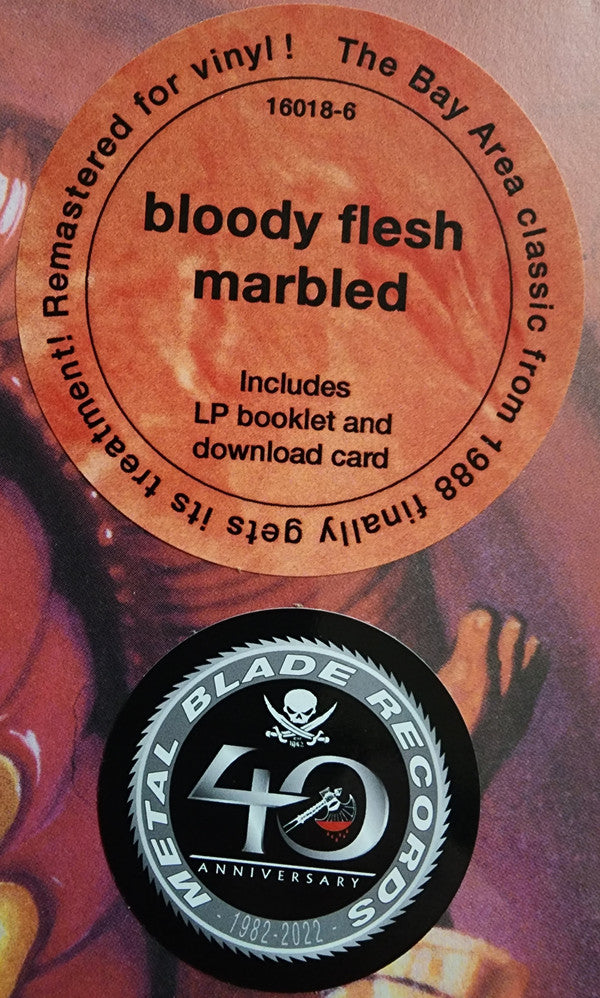 The Bay Area classic from 1988 finally gets its treatment! Remastered for vinyl!
16018-6
bloody flesh
marbled
Includes
LP booklet and
download card
METAL BLADE RECORDS
40
ANNIVERSARY
- 1982-2022 -